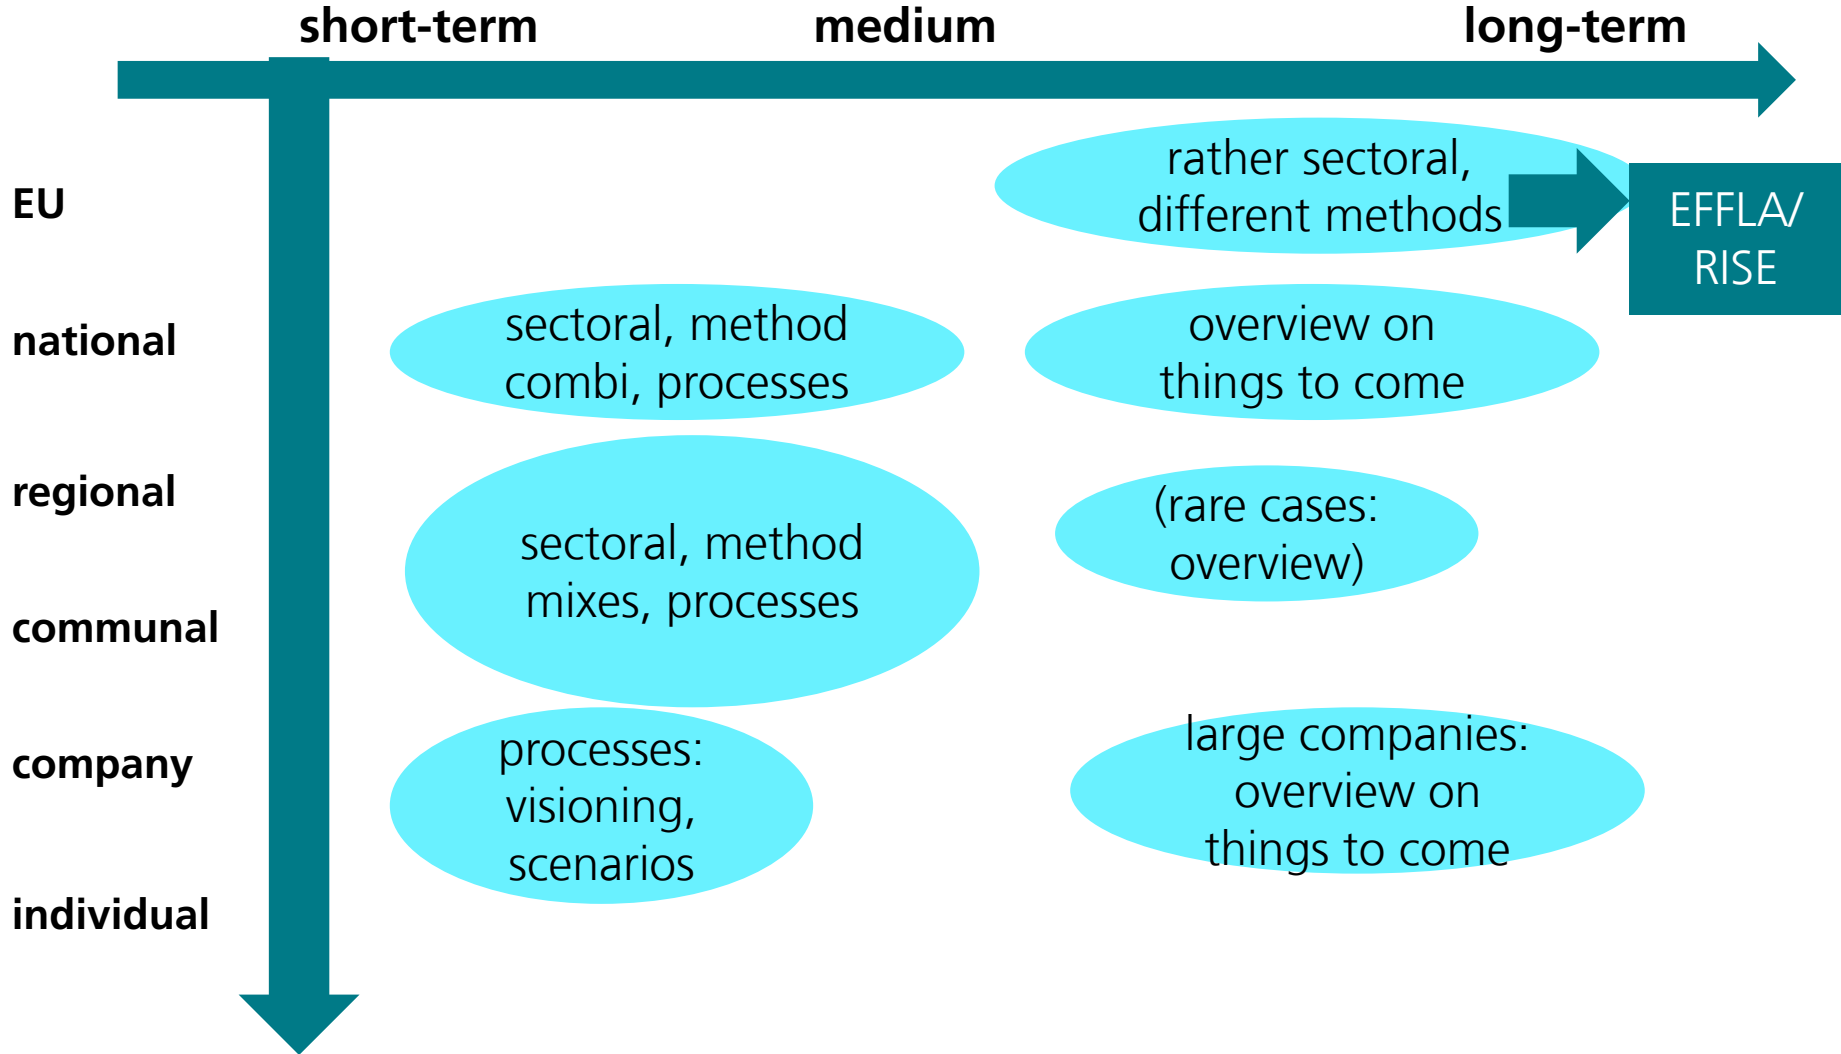 short-term
medium
long-term
EU
rather sectoral,
different methods
EFFLA/
RISE
national
sectoral, method
combi, processes
overview on
things to come
regional
sectoral, method
mixes, processes
(rare cases:
overview)
communal
company
processes:
visioning,
scenarios
large companies:
overview on
things to come
individual